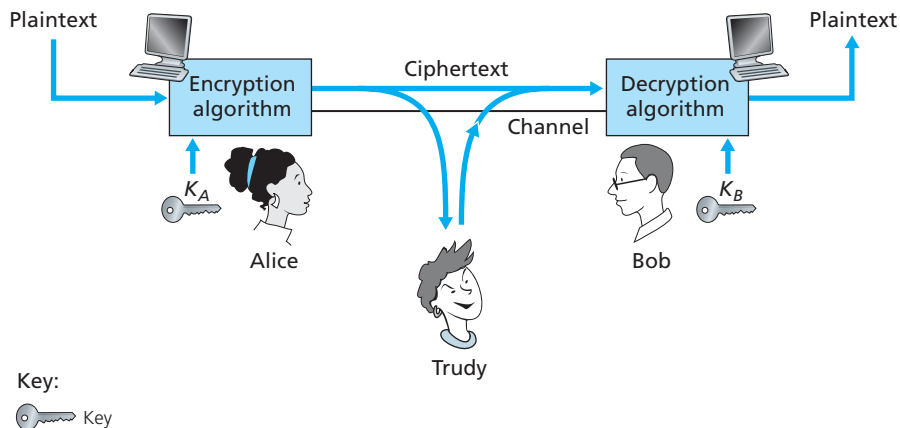 Plaintext
Plaintext
Encryption
algorithm
Ciphertext
Decryption
algorithm
Channel
K_A
K_B
Alice
Bob
Trudy
Key:
Key